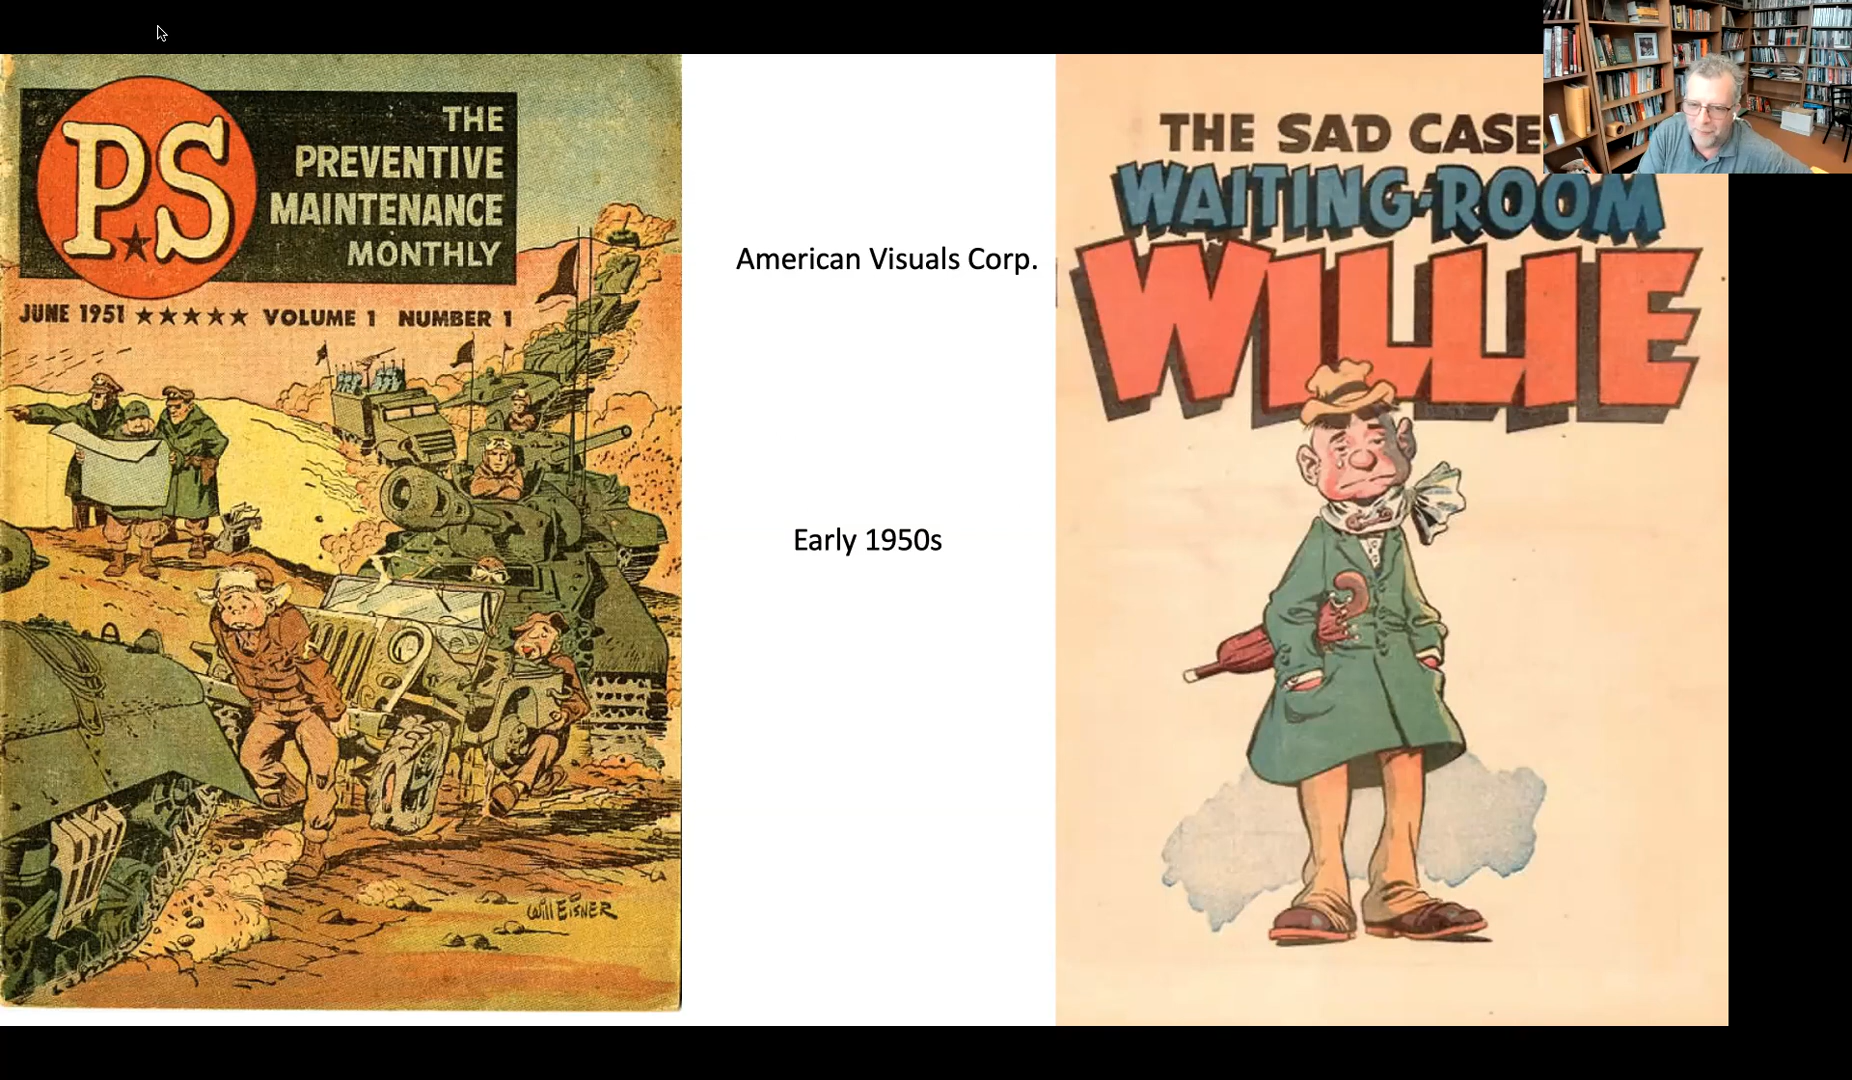 P★S
THE
PREVENTIVE
MAINTENANCE
MONTHLY
JUNE 1951 ★★★★★ VOLUME 1 NUMBER 1
Will Eisner
American Visuals Corp.
Early 1950s
THE SAD CASE
WAITING-ROOM
WILLIE